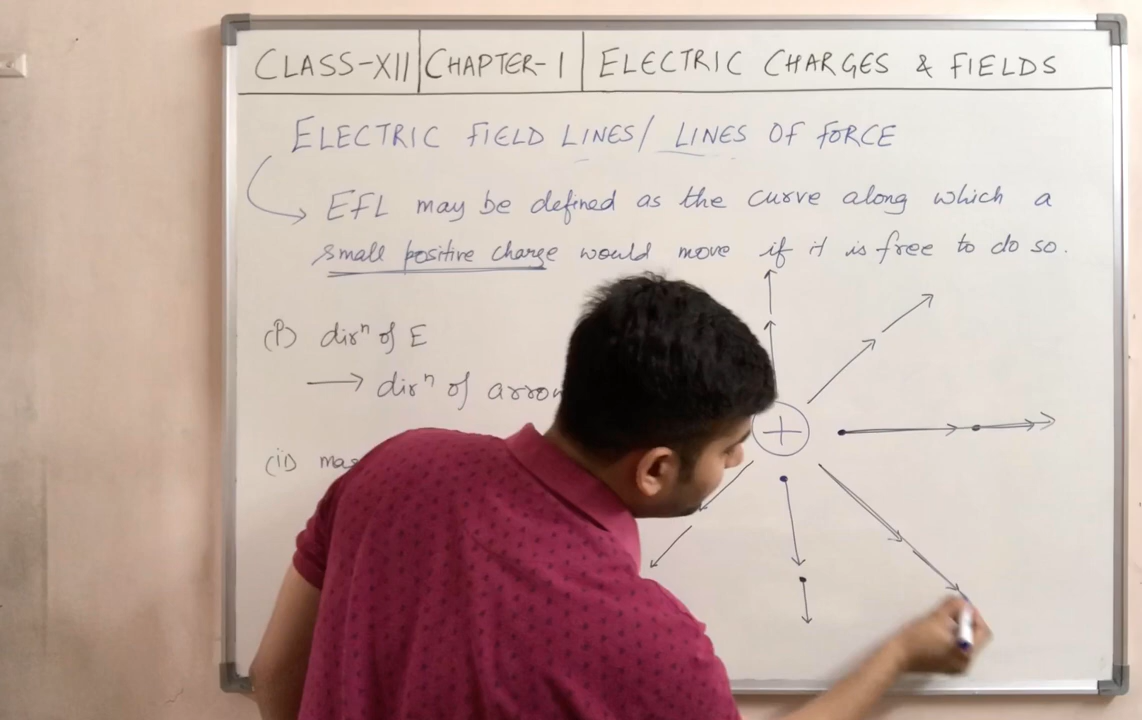 CLASS-XII CHAPTER-1 ELECTRIC CHARGES & FIELDS
ELECTRIC FIELD LINES/ LINES OF FORCE
→ EFL may be defined as the curve along which a
small positive charge would move if it is free to do so.
(i) dirⁿ of E
→ dirⁿ of
(ii)
+